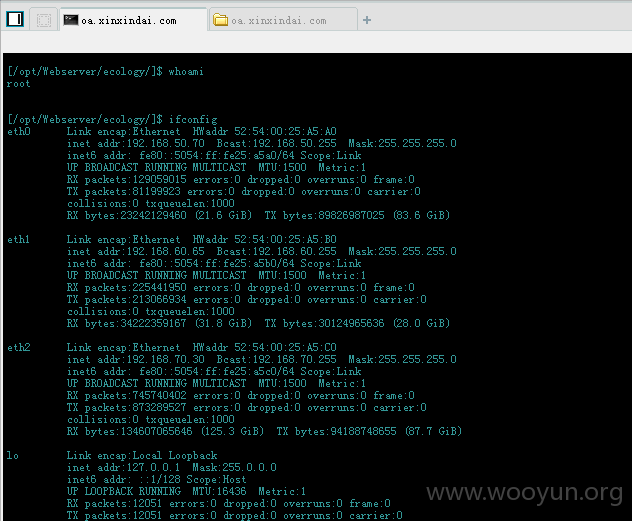 oa.xinxindai.com
oa.xinxindai.com
[/opt/Webserver/ecology/]$ whoami
root
[/opt/Webserver/ecology/]$ ifconfig
eth0 Link encap:Ethernet HWaddr 52:54:00:25:A5:A0
inet addr:192.168.50.70 Bcast:192.168.50.255 Mask:255.255.255.0
inet6 addr: fe80::5054:ff:fe25:a5a0/64 Scope:Link
UP BROADCAST RUNNING MULTICAST MTU:1500 Metric:1
RX packets:129059015 errors:0 dropped:0 overruns:0 frame:0
TX packets:81199923 errors:0 dropped:0 overruns:0 carrier:0
collisions:0 txqueuelen:1000
RX bytes:23242129460 (21.6 GiB) TX bytes:89826987025 (83.6 GiB)
eth1 Link encap:Ethernet HWaddr 52:54:00:25:A5:B0
inet addr:192.168.60.65 Bcast:192.168.60.255 Mask:255.255.255.0
inet6 addr: fe80::5054:ff:fe25:a5b0/64 Scope:Link
UP BROADCAST RUNNING MULTICAST MTU:1500 Metric:1
RX packets:225441950 errors:0 dropped:0 overruns:0 frame:0
TX packets:213066934 errors:0 dropped:0 overruns:0 carrier:0
collisions:0 txqueuelen:1000
RX bytes:34222359167 (31.8 GiB) TX bytes:30124965636 (28.0 GiB)
eth2 Link encap:Ethernet HWaddr 52:54:00:25:A5:C0
inet addr:192.168.70.30 Bcast:192.168.70.255 Mask:255.255.255.0
inet6 addr: fe80::5054:ff:fe25:a5c0/64 Scope:Link
UP BROADCAST RUNNING MULTICAST MTU:1500 Metric:1
RX packets:745740402 errors:0 dropped:0 overruns:0 frame:0
TX packets:873289527 errors:0 dropped:0 overruns:0 carrier:0
collisions:0 txqueuelen:1000
RX bytes:134607065646 (125.3 GiB) TX bytes:94188748655 (87.7 GiB)
lo Link encap:Local Loopback
inet addr:127.0.0.1 Mask:255.0.0.0
inet6 addr: ::1/128 Scope:Host
UP LOOPBACK RUNNING MTU:16436 Metric:1
RX packets:12051 errors:0 dropped:0 overruns:0 frame:0
TX packets:12051 errors:0 dropped:0 overruns:0 carrier:0
www.wooyun.org